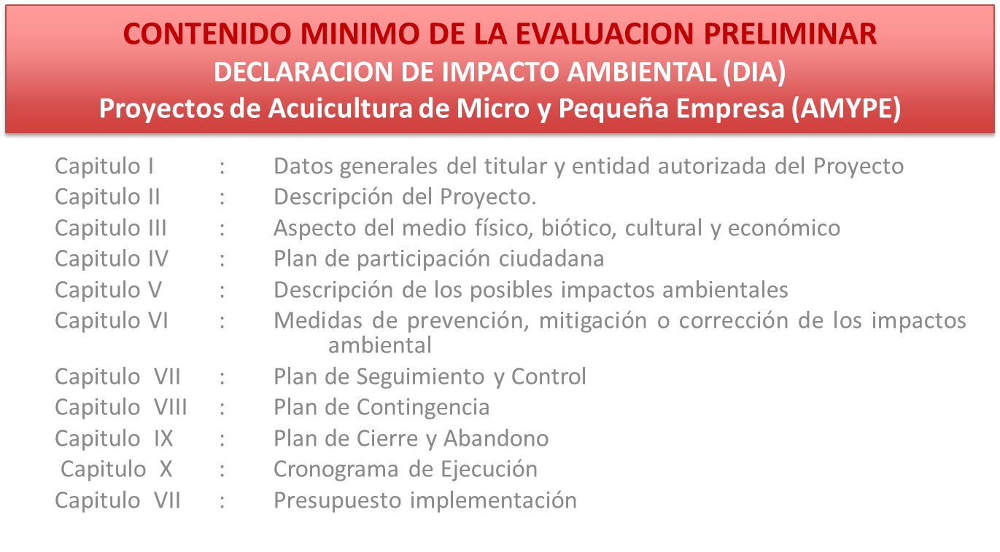 CONTENIDO MINIMO DE LA EVALUACION PRELIMINAR
DECLARACION DE IMPACTO AMBIENTAL (DIA)
Proyectos de Acuicultura de Micro y Pequeña Empresa (AMYPE)
Capitulo I : Datos generales del titular y entidad autorizada del Proyecto
Capitulo II : Descripción del Proyecto.
Capitulo III : Aspecto del medio físico, biótico, cultural y económico
Capitulo IV : Plan de participación ciudadana
Capitulo V : Descripción de los posibles impactos ambientales
Capitulo VI : Medidas de prevención, mitigación o corrección de los impactos
ambiental
Capitulo VII : Plan de Seguimiento y Control
Capitulo VIII : Plan de Contingencia
Capitulo IX : Plan de Cierre y Abandono
Capitulo X : Cronograma de Ejecución
Capitulo VII : Presupuesto implementación